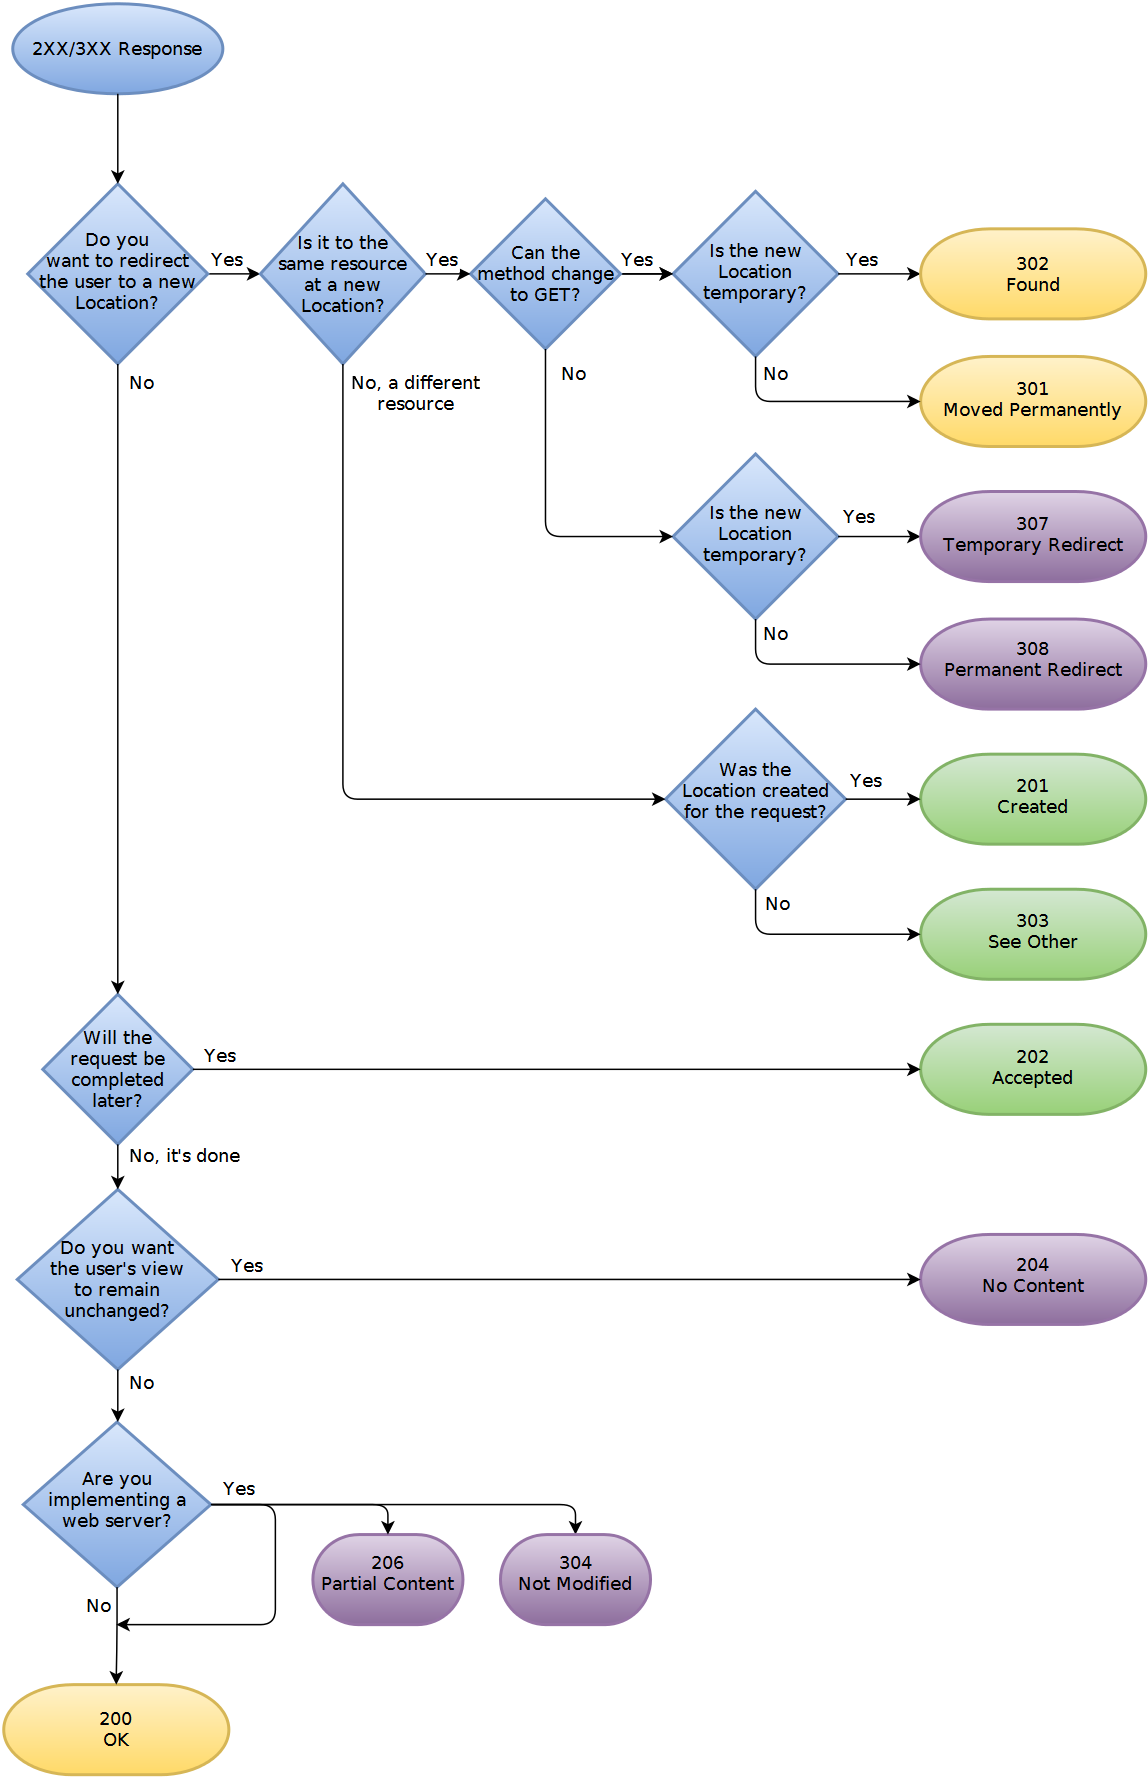 2XX/3XX Response
Do you
want to redirect
the user to a new
Location?
Yes
Is it to the
same resource
at a new
Location?
Yes
Can the
method change
to GET?
Yes
Is the new
Location
temporary?
Yes
302
Found
No
No, a different
resource
No
No
301
Moved Permanently
Is the new
Location
temporary?
Yes
307
Temporary Redirect
No
308
Permanent Redirect
Was the
Location created
for the request?
Yes
201
Created
No
303
See Other
Will the
request be
completed
later?
Yes
202
Accepted
No, it's done
Do you want
the user's view
to remain
unchanged?
Yes
204
No Content
No
Are you
implementing a
web server?
Yes
206
Partial Content
304
Not Modified
No
200
OK